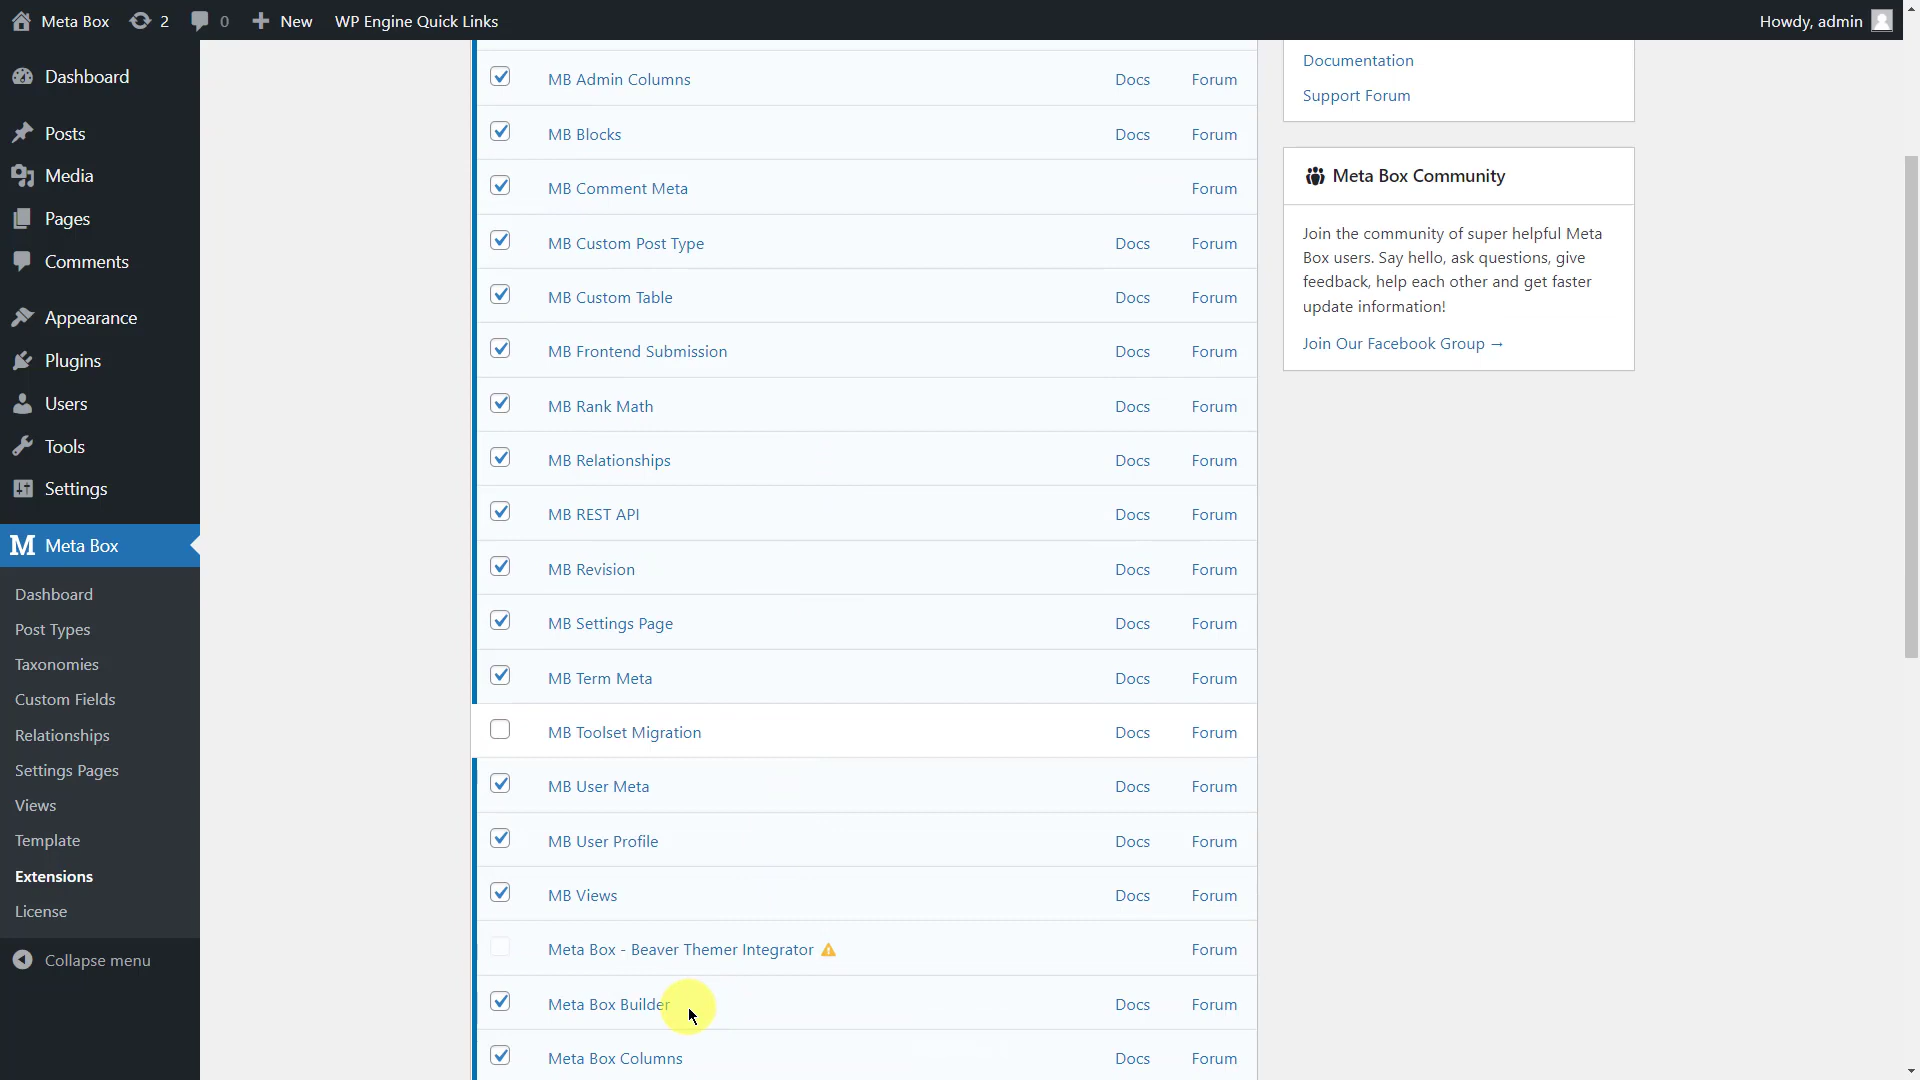 Meta Box 2 0 New WP Engine Quick Links Howdy, admin
Dashboard
Posts
Media
Pages
Comments
Appearance
Plugins
Users
Tools
Settings
M Meta Box
Dashboard
Post Types
Taxonomies
Custom Fields
Relationships
Settings Pages
Views
Template
Extensions
License
Collapse menu
MB Admin Columns Docs Forum
MB Blocks Docs Forum
MB Comment Meta Forum
MB Custom Post Type Docs Forum
MB Custom Table Docs Forum
MB Frontend Submission Docs Forum
MB Rank Math Docs Forum
MB Relationships Docs Forum
MB REST API Docs Forum
MB Revision Docs Forum
MB Settings Page Docs Forum
MB Term Meta Docs Forum
MB Toolset Migration Docs Forum
MB User Meta Docs Forum
MB User Profile Docs Forum
MB Views Docs Forum
Meta Box - Beaver Themer Integrator Forum
Meta Box Builder Docs Forum
Meta Box Columns Docs Forum
Documentation
Support Forum
Meta Box Community
Join the community of super helpful Meta
Box users. Say hello, ask questions, give
feedback, help each other and get faster
update information!
Join Our Facebook Group →